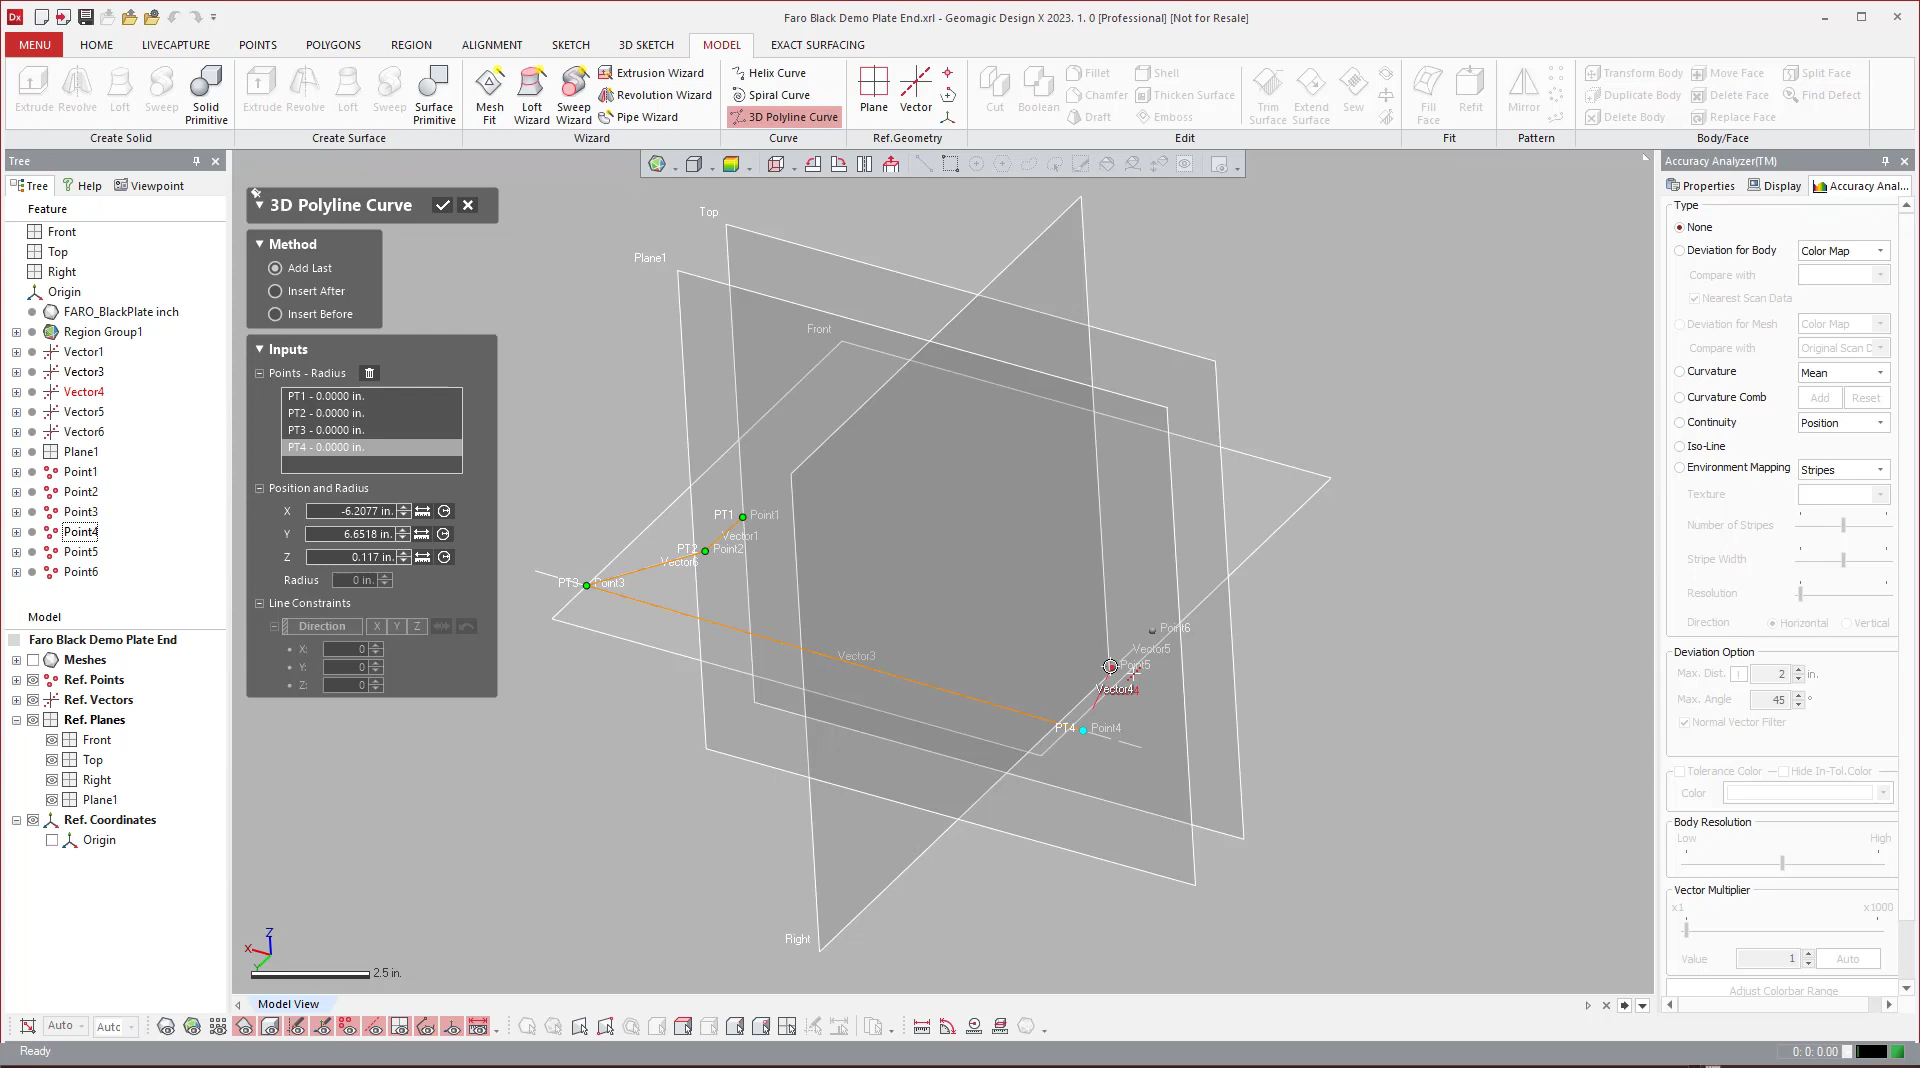 Faro Black Demo Plate End.xrl - Geomagic Design X 2023. 1. 0 [Professional] [Not for Resale]
MENU HOME LIVECAPTURE POINTS POLYGONS REGION ALIGNMENT SKETCH 3D SKETCH MODEL EXACT SURFACING
Extrude Revolve Loft Sweep Solid Primitive
Create Solid
Extrude Revolve Loft Sweep Surface Primitive
Create Surface
Mesh Fit Loft Wizard Sweep Wizard
Extrusion Wizard
Revolution Wizard
Pipe Wizard
Wizard
Helix Curve
Spiral Curve
3D Polyline Curve
Curve
Plane Vector
Ref.Geometry
Cut Boolean
Fillet
Chamfer
Draft
Shell
Thicken Surface
Emboss
Trim Surface Extend Surface Sew
Edit
Fill Face Refit
Fit
Mirror
Pattern
Transform Body Move Face Split Face
Duplicate Body Delete Face Find Defect
Delete Body Replace Face
Body/Face
Tree
Tree Help Viewpoint
Feature
Front
Top
Right
Origin
FARO_BlackPlate inch
Region Group1
Vector1
Vector3
Vector4
Vector5
Vector6
Plane1
Point1
Point2
Point3
Point4
Point5
Point6
Model
Faro Black Demo Plate End
Meshes
Ref. Points
Ref. Vectors
Ref. Planes
Front
Top
Right
Plane1
Ref. Coordinates
Origin
3D Polyline Curve
Method
Add Last
Insert After
Insert Before
Inputs
Points - Radius
PT1 - 0.0000 in.
PT2 - 0.0000 in.
PT3 - 0.0000 in.
PT4 - 0.0000 in.
Position and Radius
X -6.2077 in.
Y 6.6518 in.
Z 0.117 in.
Radius 0 in.
Line Constraints
Direction X Y Z
X: 0
Y: 0
Z: 0
Top
Plane1
Front
PT1 Point1
Vector1
PT2 Point2
Vector6
PT3 Point3
Point6
Vector5
Vector3
Point5
Vector4
PT4 Point4
Right
Z
X
Y
2.5 in.
Model View
Accuracy Analyzer(TM)
Properties Display Accuracy Anal...
Type
None
Deviation for Body Color Map
Compare with
Nearest Scan Data
Deviation for Mesh Color Map
Compare with Original Scan D
Curvature Mean
Curvature Comb Add Reset
Continuity Position
Iso-Line
Environment Mapping Stripes
Texture
Number of Stripes
Stripe Width
Resolution
Direction Horizontal Vertical
Deviation Option
Max. Dist. 2 in.
Max. Angle 45 °
Normal Vector Filter
Tolerance Color Hide In-Tol.Color
Color
Body Resolution
Low High
Vector Multiplier
x1 x1000
Value 1 Auto
Adjust Colorbar Range
Auto Auto
Ready
0: 0: 0.00